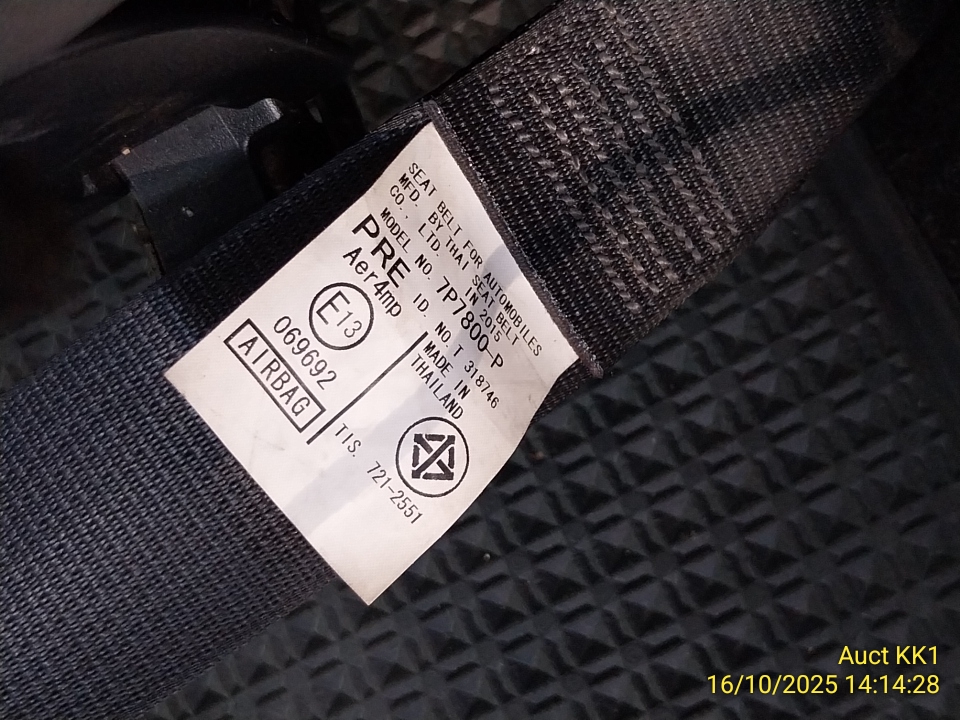 SEAT BELT FOR AUTOMOBILES
MFD. BY THAI SEAT BELT
CO., LTD. IN 2015
MODEL NO. 7P7800-P
PRE ID. NO. T 318746
Aer4mp
E13
069692
AIRBAG
MADE IN
THAILAND
TIS. 721-2551
Auct KK1
16/10/2025 14:14:28